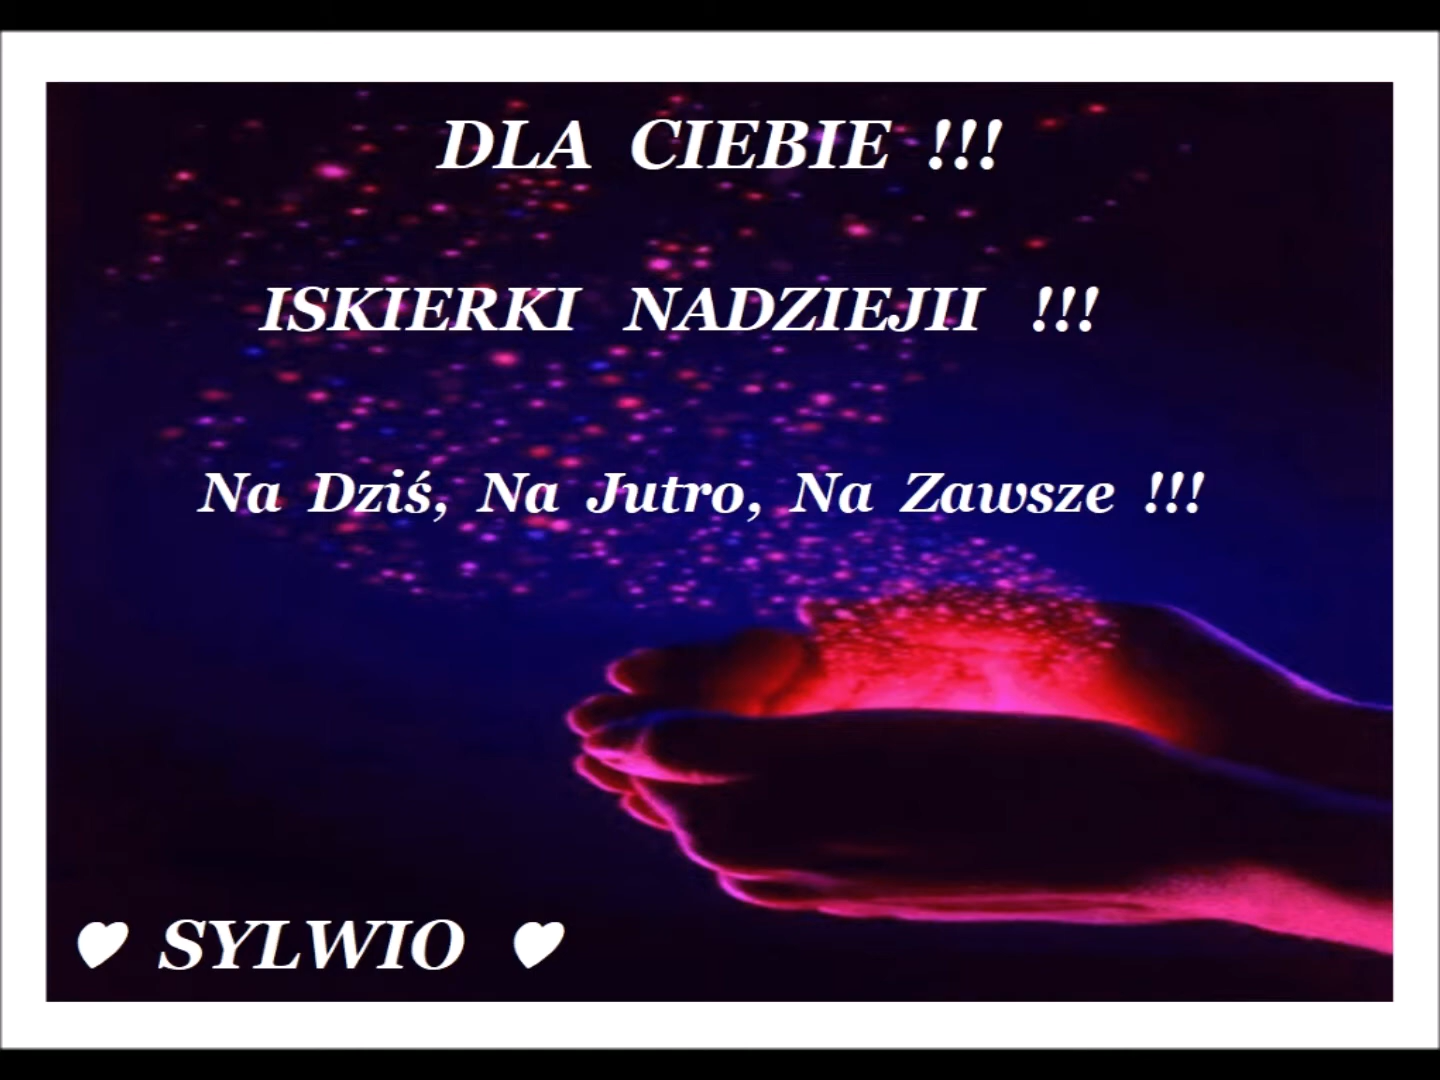 DLA CIEBIE !!!
ISKIERKI NADZIEJII !!!
Na Dziś, Na Jutro, Na Zawsze !!!
♥ SYLWIO ♥